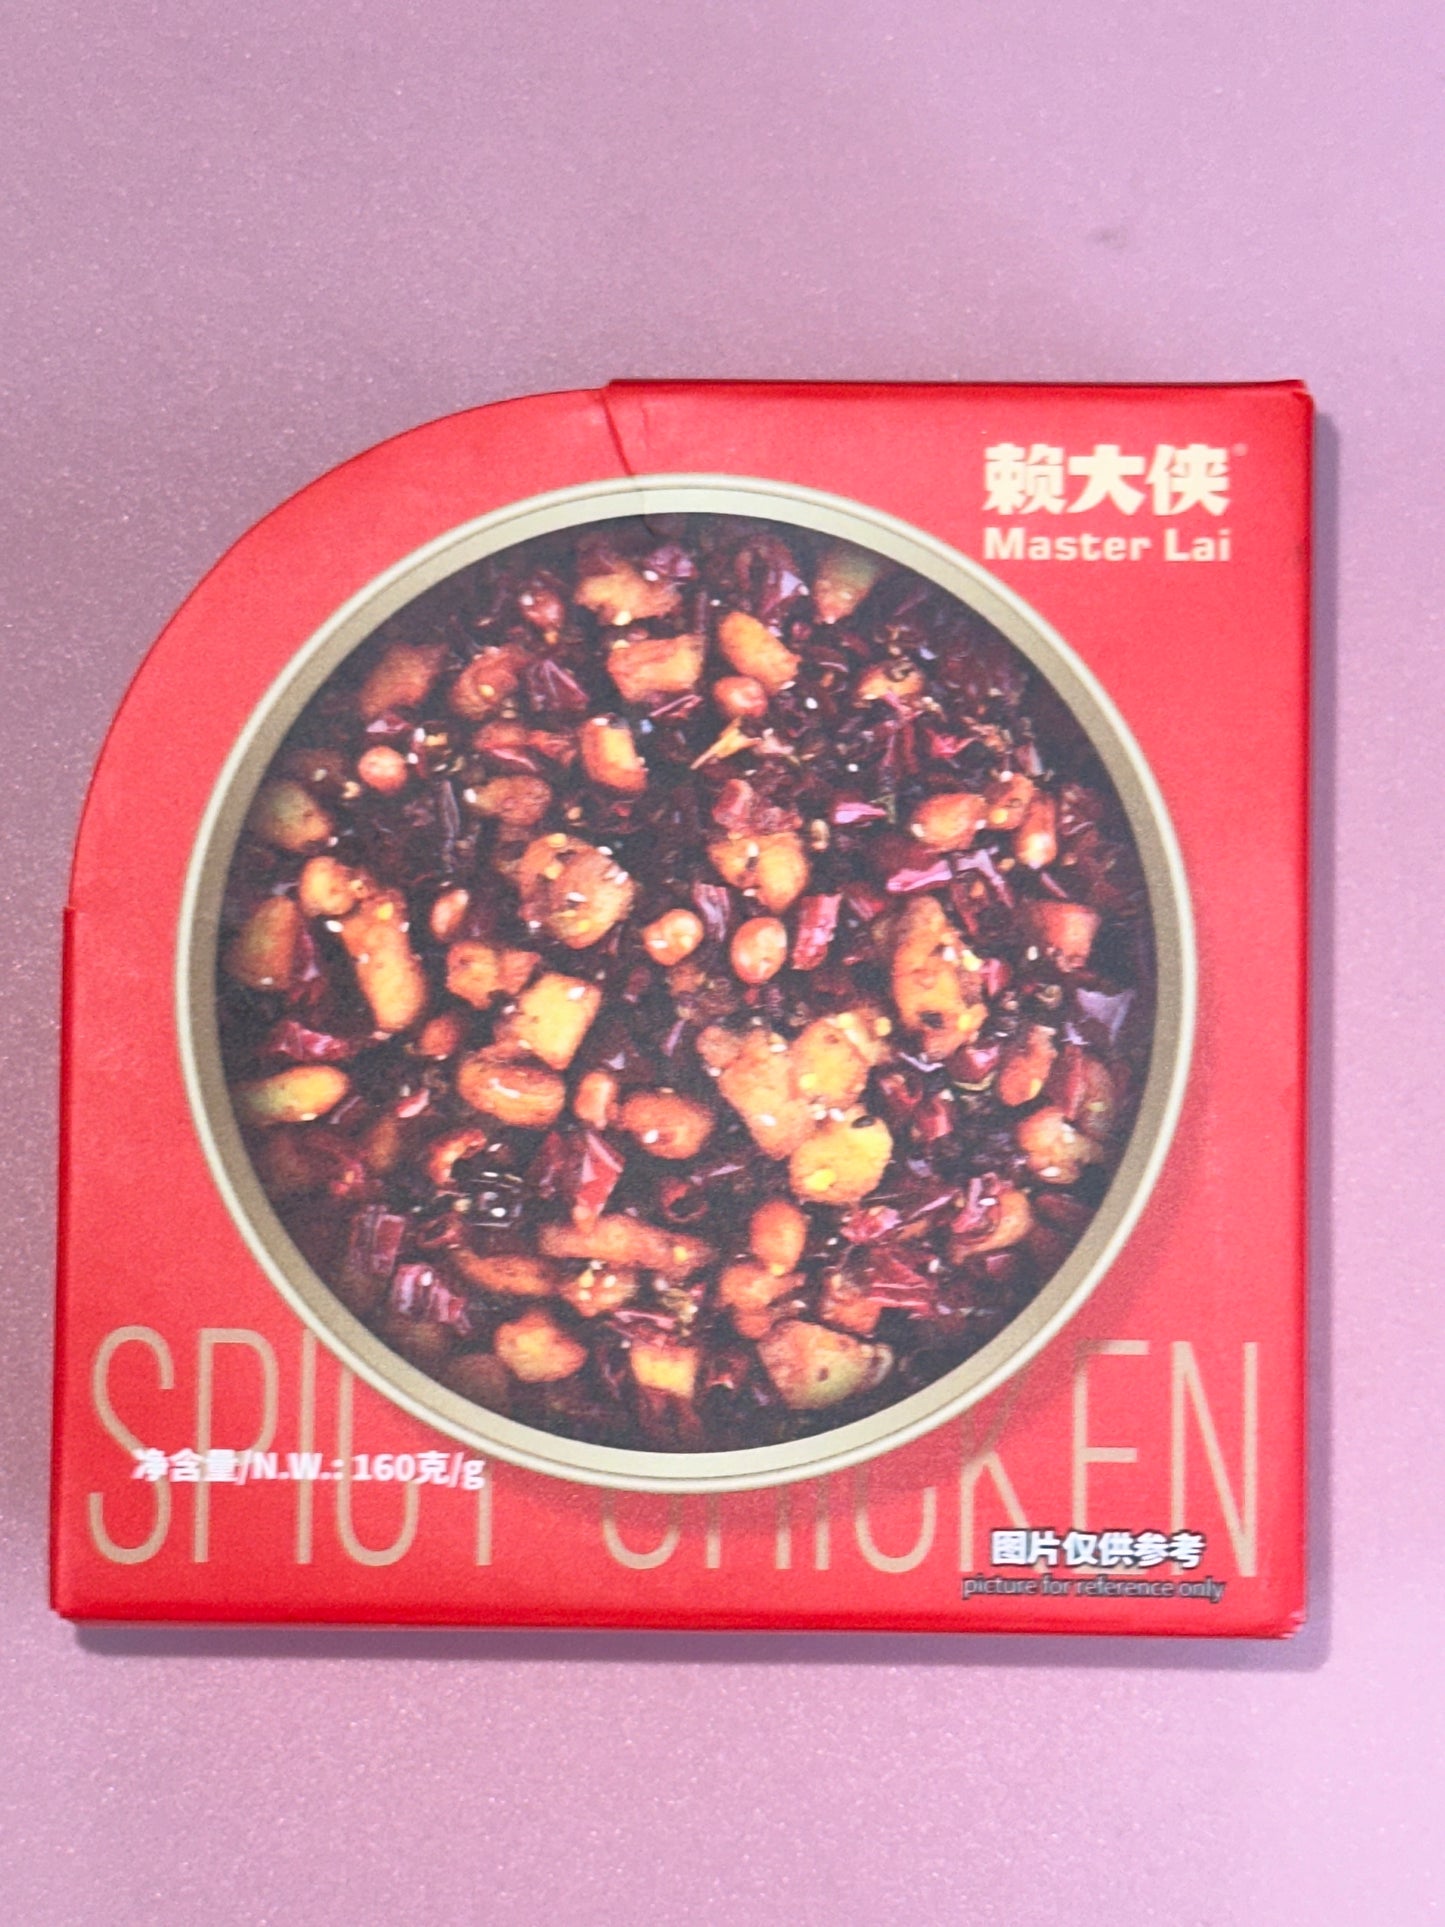 赖大侠
Master Lai
SPICY CHICKEN
净含量/N.W.: 160克/g
图片仅供参考
picture for reference only